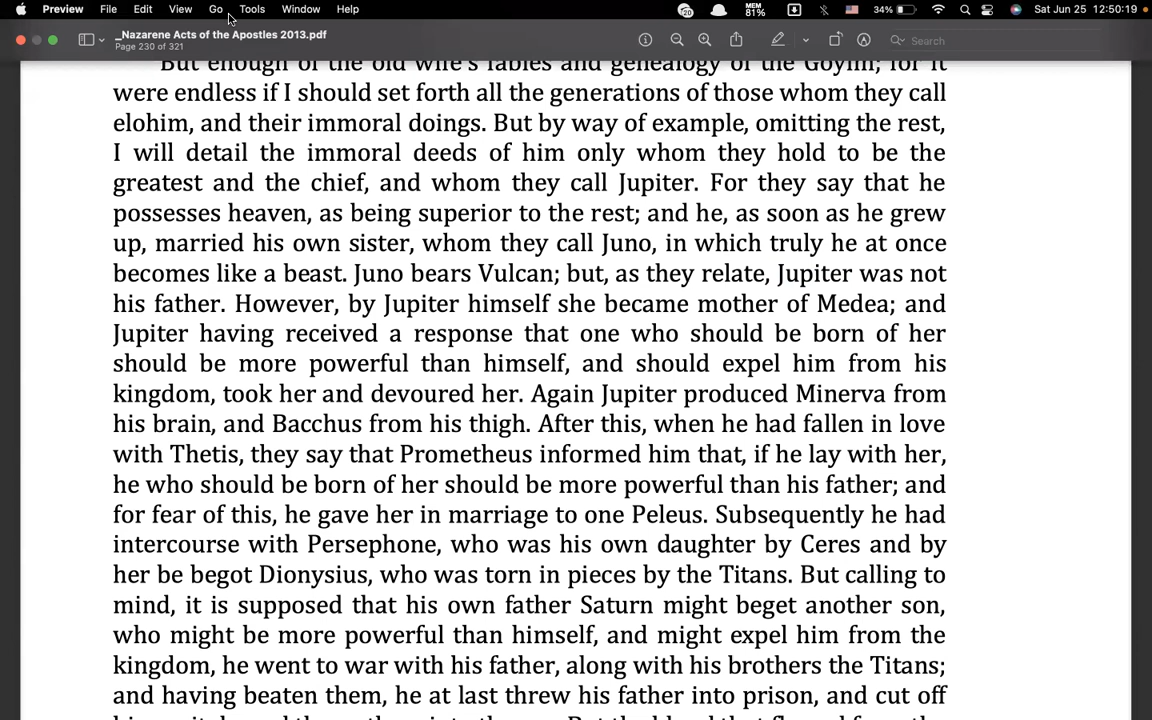 Preview File Edit View Go Tools Window Help 20 MEM 81% 34% Sat Jun 25 12:50:19
_Nazarene Acts of the Apostles 2013.pdf
Page 230 of 321
Search
But enough of the old wife's fables and genealogy of the Goyim; for it
were endless if I should set forth all the generations of those whom they call
elohim, and their immoral doings. But by way of example, omitting the rest,
I will detail the immoral deeds of him only whom they hold to be the
greatest and the chief, and whom they call Jupiter. For they say that he
possesses heaven, as being superior to the rest; and he, as soon as he grew
up, married his own sister, whom they call Juno, in which truly he at once
becomes like a beast. Juno bears Vulcan; but, as they relate, Jupiter was not
his father. However, by Jupiter himself she became mother of Medea; and
Jupiter having received a response that one who should be born of her
should be more powerful than himself, and should expel him from his
kingdom, took her and devoured her. Again Jupiter produced Minerva from
his brain, and Bacchus from his thigh. After this, when he had fallen in love
with Thetis, they say that Prometheus informed him that, if he lay with her,
he who should be born of her should be more powerful than his father; and
for fear of this, he gave her in marriage to one Peleus. Subsequently he had
intercourse with Persephone, who was his own daughter by Ceres and by
her be begot Dionysius, who was torn in pieces by the Titans. But calling to
mind, it is supposed that his own father Saturn might beget another son,
who might be more powerful than himself, and might expel him from the
kingdom, he went to war with his father, along with his brothers the Titans;
and having beaten them, he at last threw his father into prison, and cut off